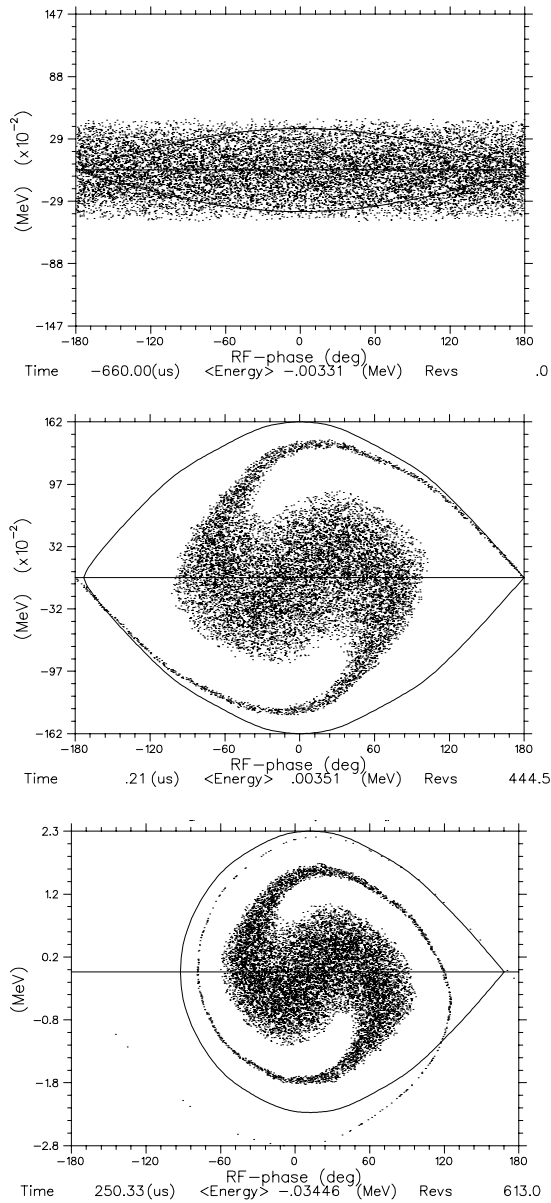 147
88
29
−29
−88
−147
(MeV) (x10⁻²)
−180 −120 −60 0 60 120 180
RF−phase (deg)
Time −660.00(us) <Energy> −.00331 (MeV) Revs .0
162
97
32
−32
−97
−162
(MeV) (x10⁻²)
−180 −120 −60 0 60 120 180
RF−phase (deg)
Time .21 (us) <Energy> .00351 (MeV) Revs 444.5
2.3
1.2
0.2
−0.8
−1.8
−2.8
(MeV)
−180 −120 −60 0 60 120 180
RF−phase (deg)
Time 250.33(us) <Energy> −.03446 (MeV) Revs 613.0